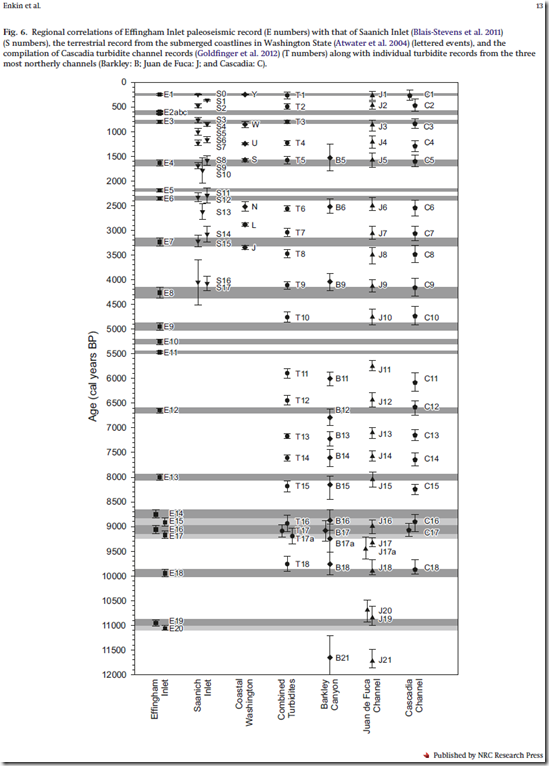 Enkin et al.
13
Fig. 6. Regional correlations of Effingham Inlet paleoseismic record (E numbers) with that of Saanich Inlet (Blais-Stevens et al. 2011)
(S numbers), the terrestrial record from the submerged coastlines in Washington State (Atwater et al. 2004) (lettered events), and the
compilation of Cascadia turbidite channel records (Goldfinger et al. 2012) (T numbers) along with individual turbidite records from the three
most northerly channels (Barkley: B; Juan de Fuca: J; and Cascadia: C).
0
E1 S0 Y T1 J1 C1
S1
500 S2 T2 J2 C2
E2abc
E3 S3 T3
S4 W J3 C3
1000 S5
S6 U T4 J4 C4
S7
1500 S8 S T5 B5 J5 C5
E4 S9
S10
2000
E5 S11
E6 S12
2500 S13 N T6 B6 J6 C6
L
3000 S14 T7 J7 C7
E7 S15 J
3500 T8 J8 C8
4000 S16
S17 T9 B9 J9 C9
E8
4500
T10 J10 C10
E9
5000
E10
E11
5500
J11
T11 B11 C11
6000
T12 J12
6500 E12 B12 C12
7000
T13 B13 J13 C13
7500 T14 B14 J14 C14
8000 E13
T15 B15 J15 C15
8500
E14
E15 T16 B16 J16 C16
9000 E16 T17 B17 C17
E17 T17a B17a J17
9500 J17a
T18 B18 J18 C18
10000 E18
10500
J20
E19 J19
11000 E20
11500
B21 J21
12000
Age (cal years BP)
Effingham
Inlet
Saanich
Inlet
Coastal
Washington
Combined
Turbidites
Barkley
Canyon
Juan de Fuca
Channel
Cascadia
Channel
Published by NRC Research Press